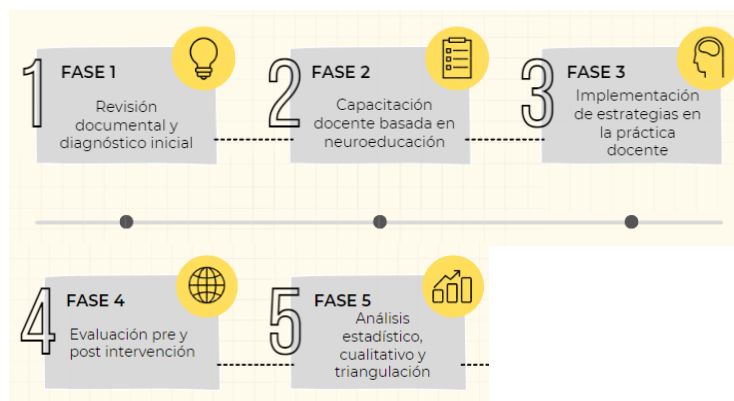 1
FASE 1
Revisión
documental y
diagnóstico inicial
2
FASE 2
Capacitación
docente basada en
neuroeducación
3
FASE 3
Implementación
de estrategias en
la práctica
docente
4
FASE 4
Evaluación pre y
post intervención
5
FASE 5
Análisis
estadístico,
cualitativo y
triangulación